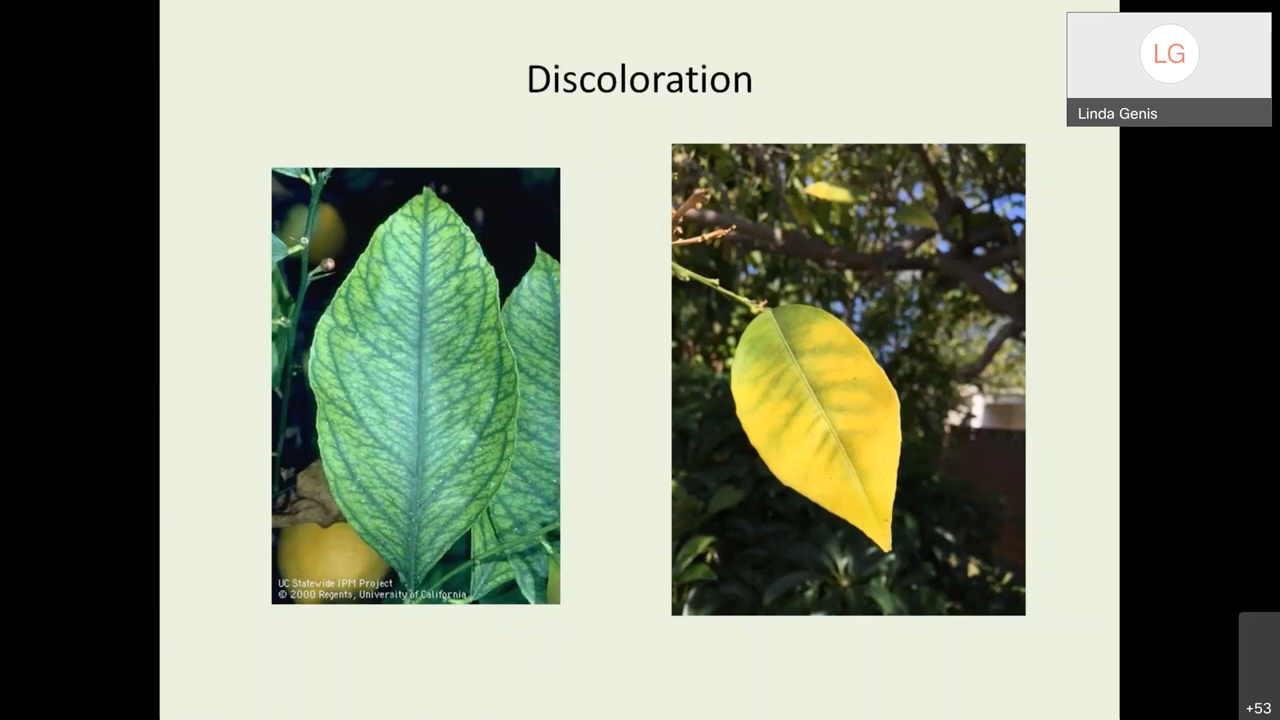 Discoloration
LG
Linda Genis
UC Statewide IPM Project
© 2000 Regents, University of California
+53